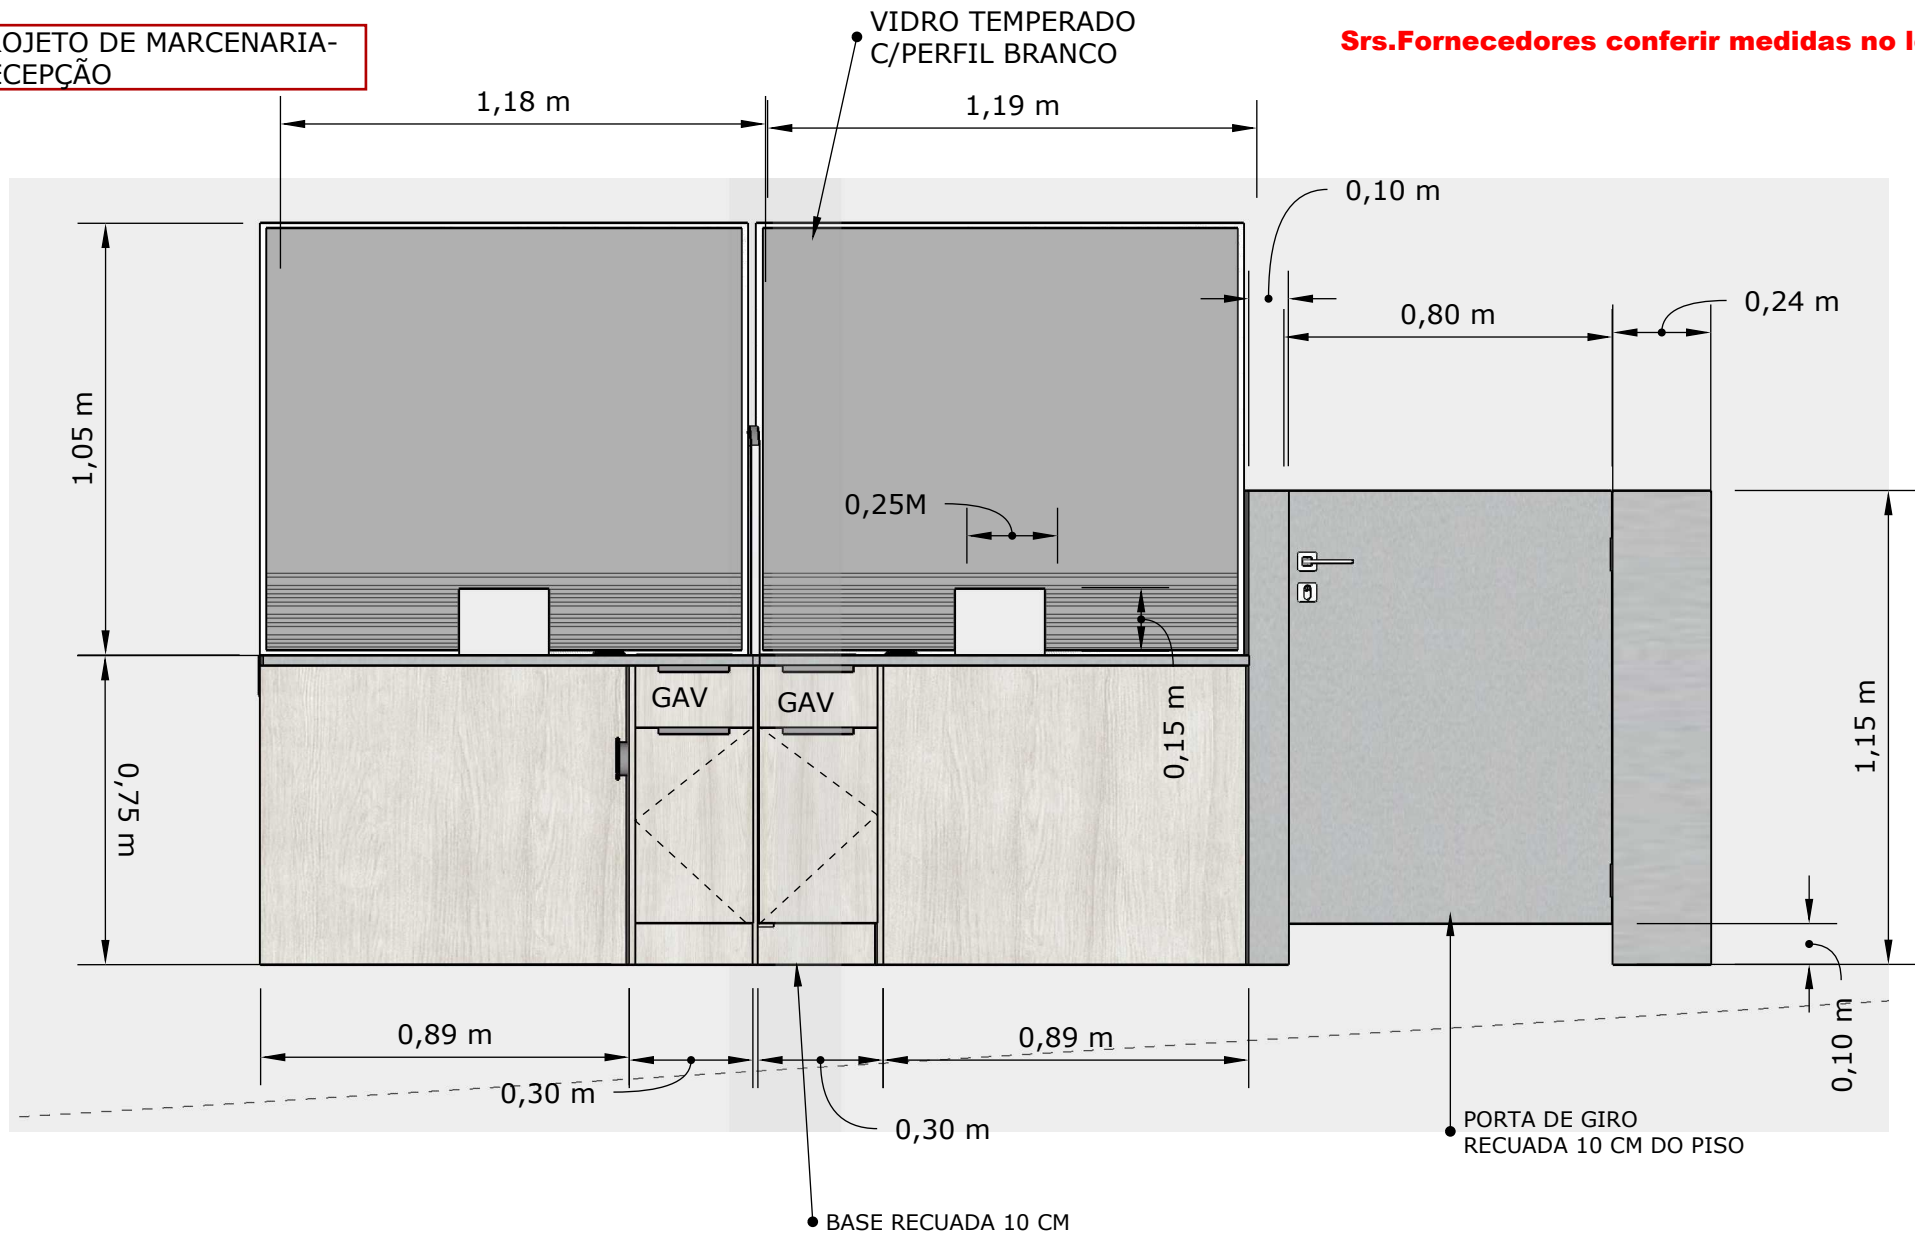 OJETO DE MARCENARIA-
ECEPÇÃO
VIDRO TEMPERADO
C/PERFIL BRANCO
Srs.Fornecedores conferir medidas no l
1,18 m
1,19 m
0,10 m
0,80 m
0,24 m
1,05 m
0,25M
GAV
GAV
0,15 m
0,75 m
1,15 m
0,89 m
0,30 m
0,30 m
0,89 m
0,10 m
PORTA DE GIRO
RECUADA 10 CM DO PISO
BASE RECUADA 10 CM